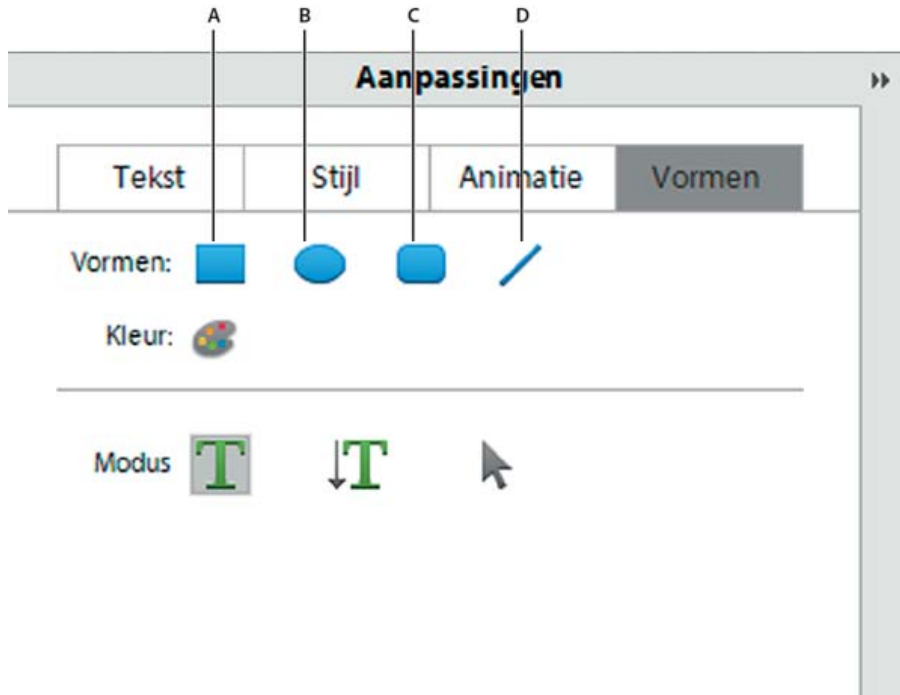 A B C D
Aanpassingen
Tekst Stijl Animatie Vormen
Vormen:
Kleur:
Modus T T